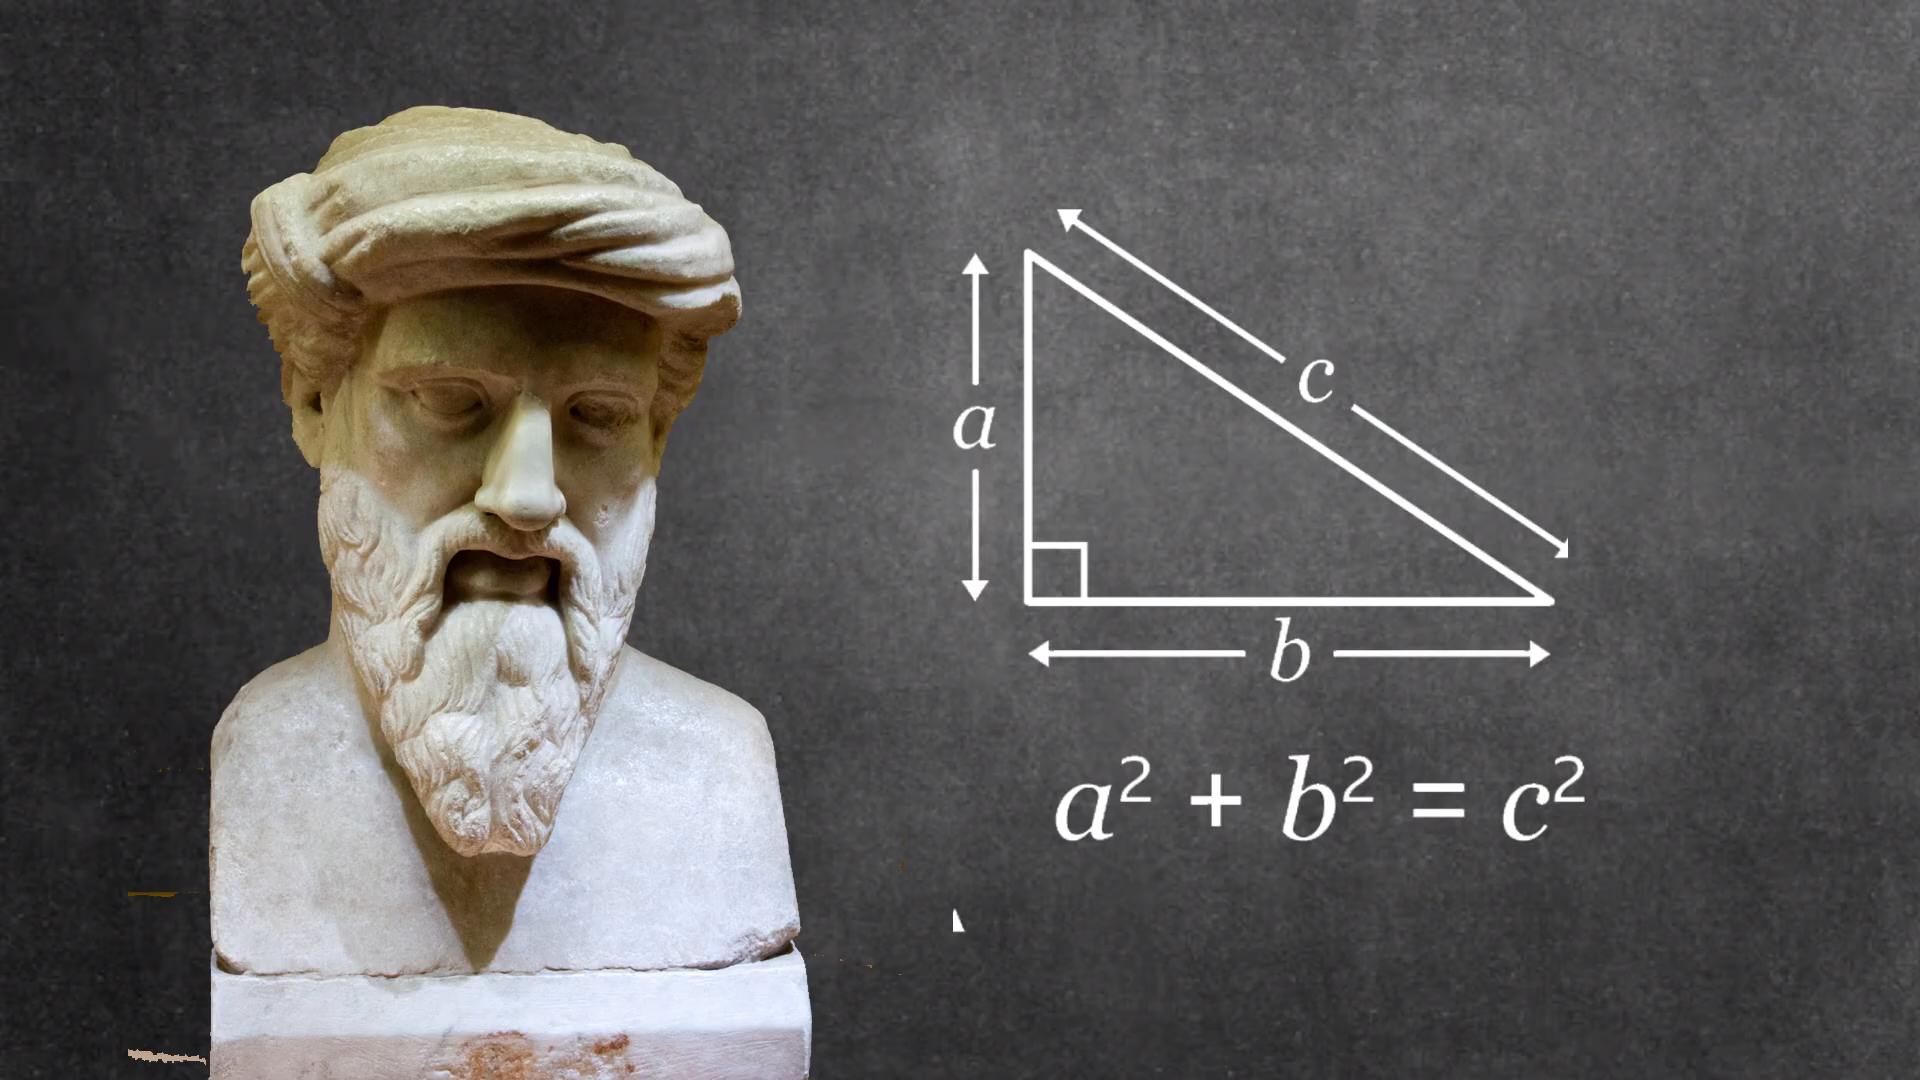 c
a
b
a² + b² = c²